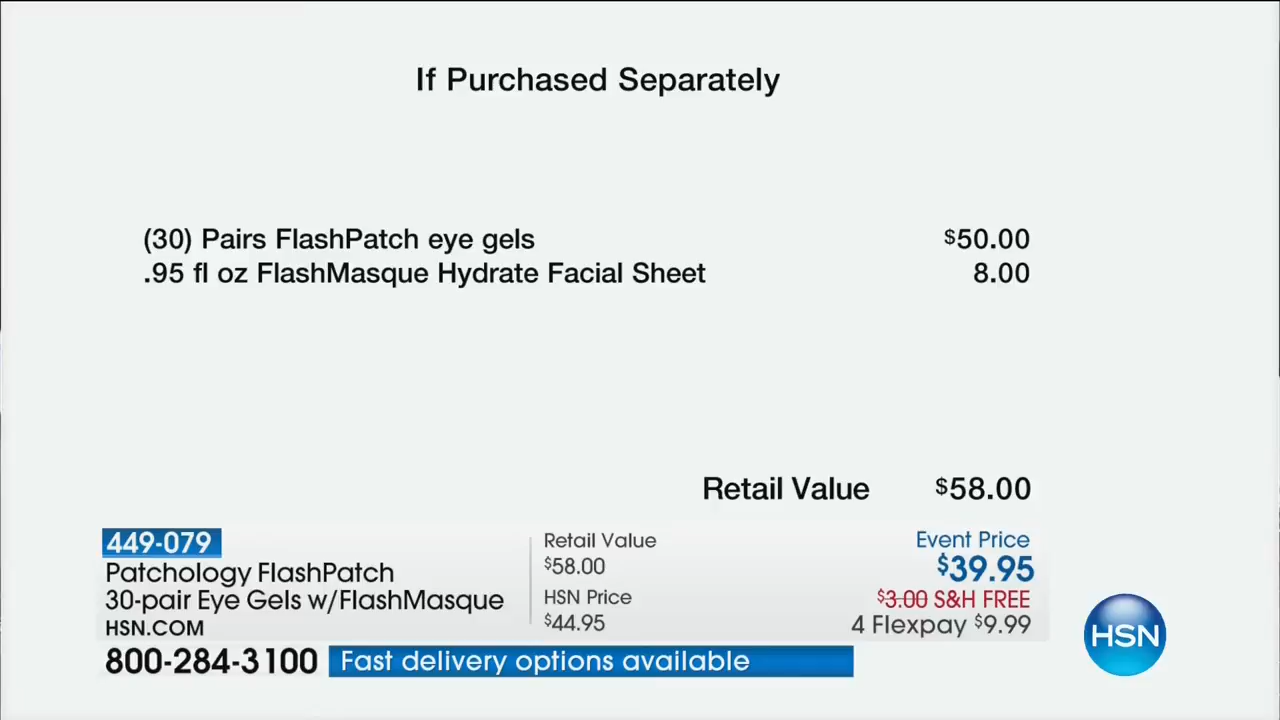 If Purchased Separately
(30) Pairs FlashPatch eye gels $50.00
.95 fl oz FlashMasque Hydrate Facial Sheet 8.00
Retail Value $58.00
449-079
Patchology FlashPatch
30-pair Eye Gels w/FlashMasque
HSN.COM
Retail Value
$58.00
HSN Price
$44.95
Event Price
$39.95
$3.00 S&H FREE
4 Flexpay $9.99
800-284-3100 Fast delivery options available
HSN